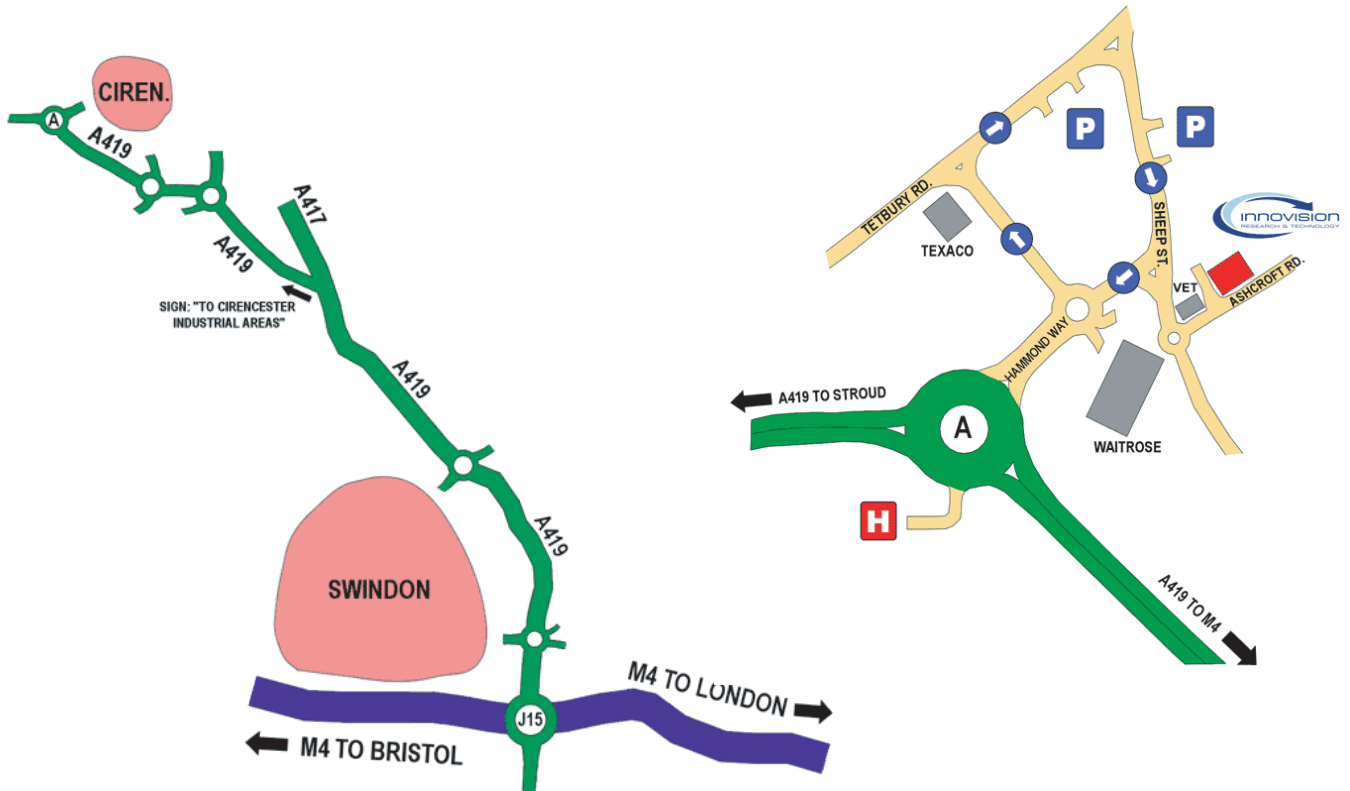 CIREN.
A
A419
A417
A419
SIGN: "TO CIRENCESTER
INDUSTRIAL AREAS"
A419
A419
SWINDON
J15
M4 TO LONDON
M4 TO BRISTOL
P
P
TETBURY RD.
TEXACO
SHEEP ST.
INNOVISION
RESEARCH & TECHNOLOGY
VET
ASHCROFT RD.
HAMMOND WAY
A419 TO STROUD
A
WAITROSE
H
A419 TO M4